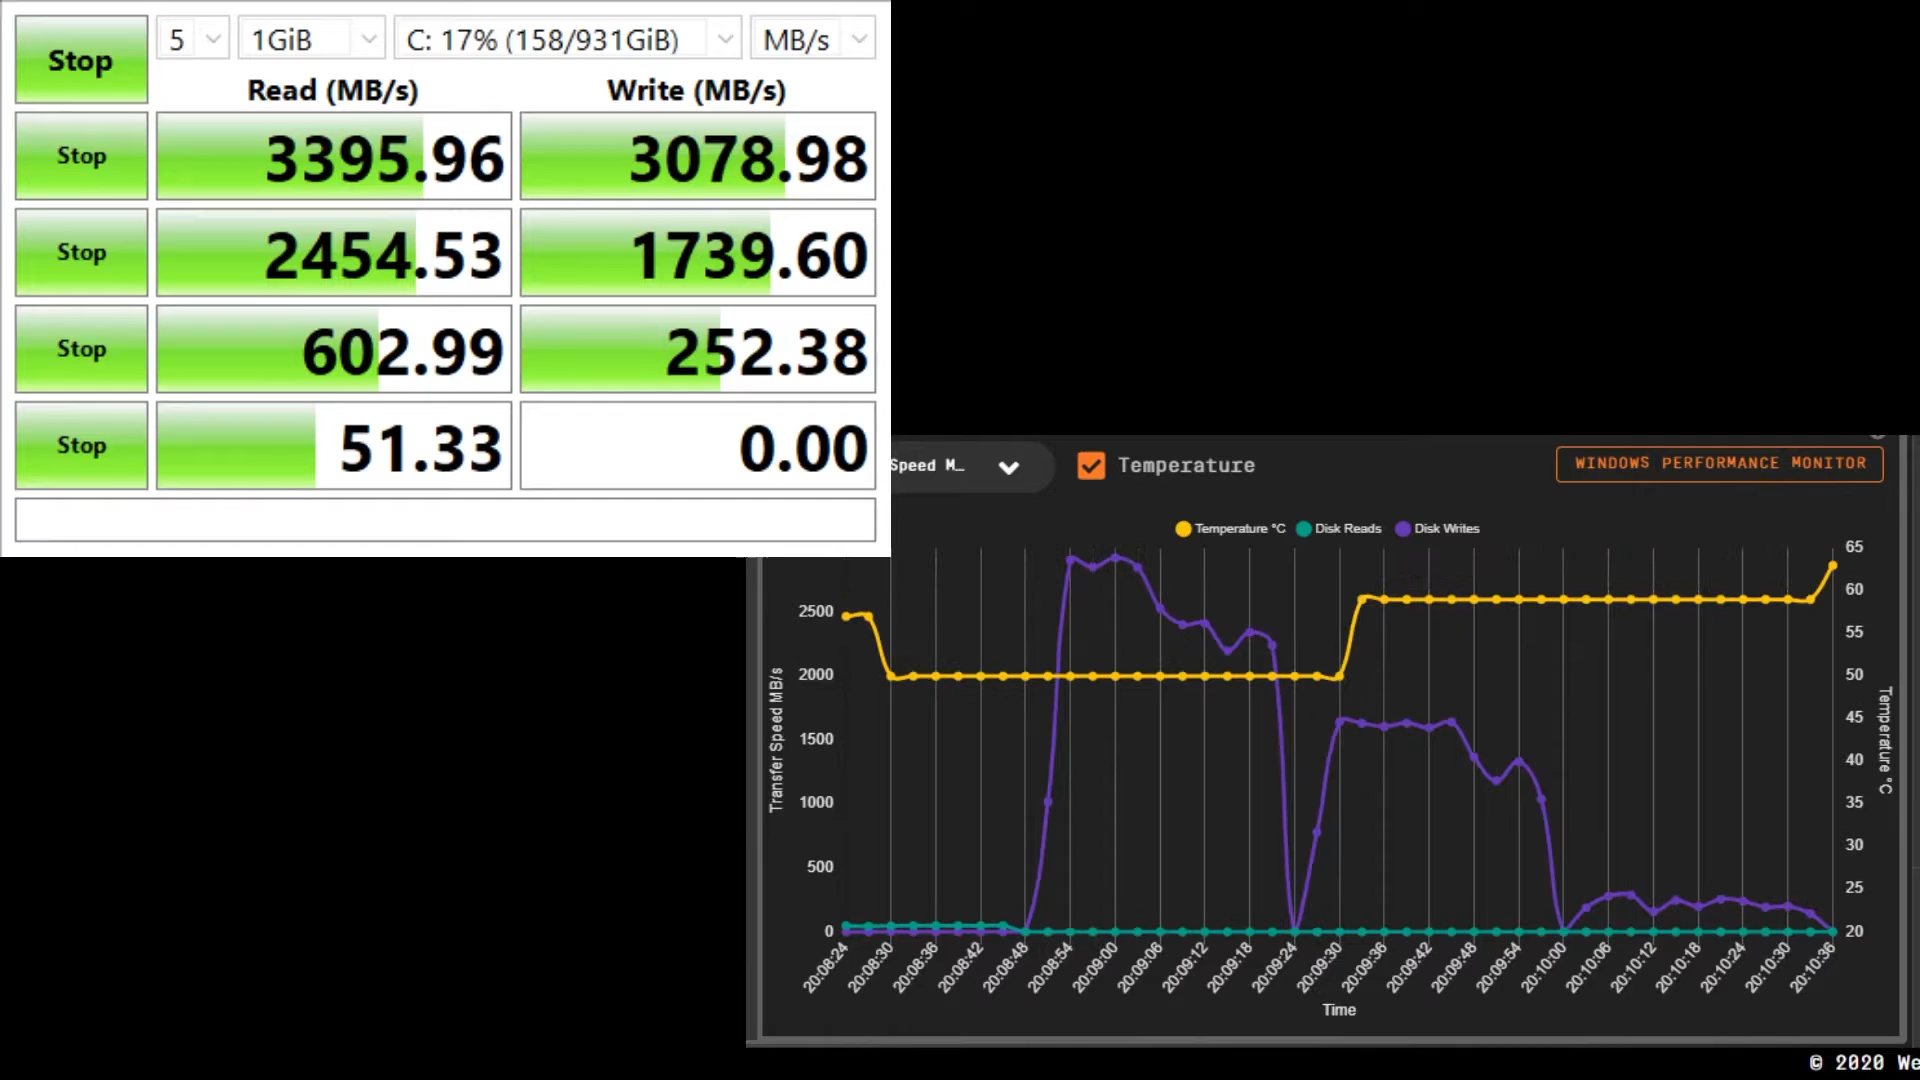 Stop 5 1GiB C: 17% (158/931GiB) MB/s
Read (MB/s) Write (MB/s)
Stop 3395.96 3078.98
Stop 2454.53 1739.60
Stop 602.99 252.38
Stop 51.33 0.00
Speed M… Temperature WINDOWS PERFORMANCE MONITOR
Temperature °C Disk Reads Disk Writes
Transfer Speed MB/s
2500
2000
1500
1000
500
0
65
60
55
50
45
40
35
30
25
20
Temperature °C
20:08:24 20:08:30 20:08:36 20:08:42 20:08:48 20:08:54 20:09:00 20:09:06 20:09:12 20:09:18 20:09:24 20:09:30 20:09:36 20:09:42 20:09:48 20:09:54 20:10:00 20:10:06 20:10:12 20:10:18 20:10:24 20:10:30 20:10:36
Time
© 2020 We